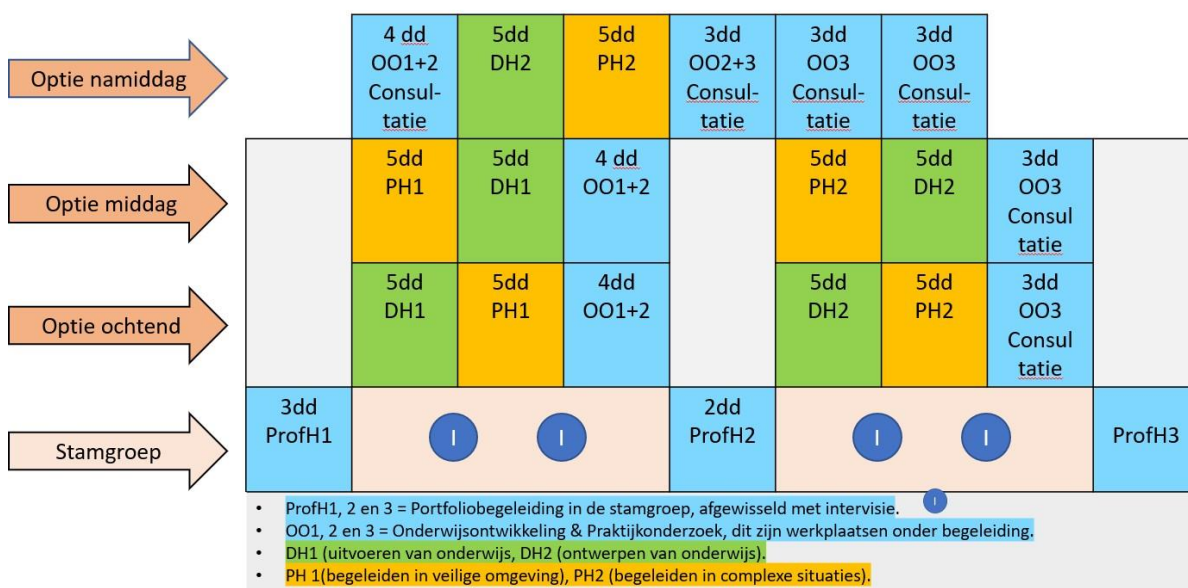 Optie namiddag
4 dd
OO1+2
Consul-
tatie
5dd
DH2
5dd
PH2
3dd
OO2+3
Consul-
tatie
3dd
OO3
Consul-
tatie
3dd
OO3
Consul-
tatie
Optie middag
5dd
PH1
5dd
DH1
4 dd
OO1+2
5dd
PH2
5dd
DH2
3dd
OO3
Consul
tatie
Optie ochtend
5dd
DH1
5dd
PH1
4dd
OO1+2
5dd
DH2
5dd
PH2
3dd
OO3
Consul
tatie
Stamgroep
3dd
ProfH1
I
I
2dd
ProfH2
I
I
ProfH3
• ProfH1, 2 en 3 = Portfoliobegeleiding in de stamgroep, afgewisseld met intervisie. I
• OO1, 2 en 3 = Onderwijsontwikkeling & Praktijkonderzoek, dit zijn werkplaatsen onder begeleiding.
• DH1 (uitvoeren van onderwijs, DH2 (ontwerpen van onderwijs).
• PH 1(begeleiden in veilige omgeving), PH2 (begeleiden in complexe situaties).